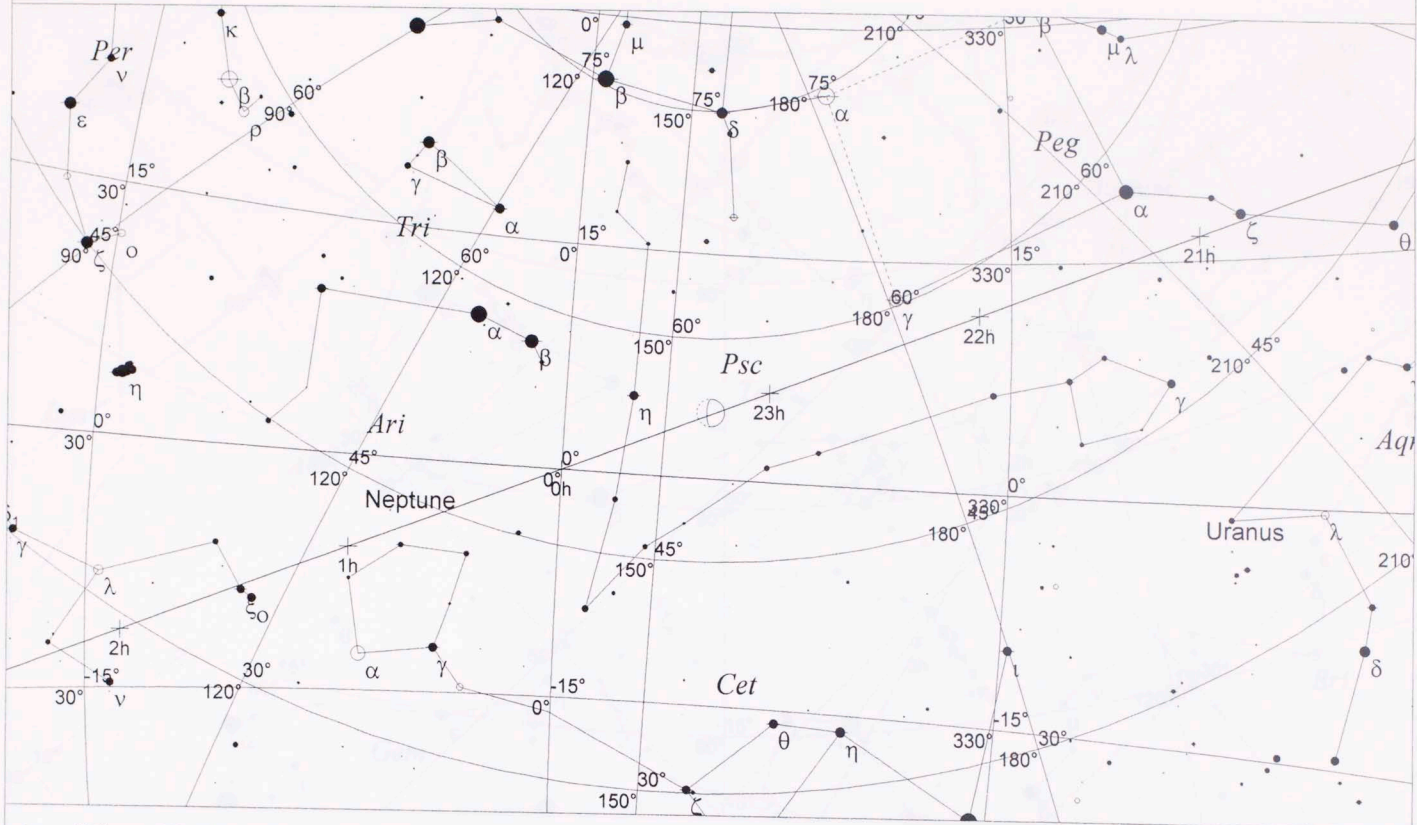 κ
0°
μ
210°
β
330°
μ λ
Per
ν
75°
120°
β
75°
150°
δ
75°
180°
α
ε
β
ρ
90°
60°
Peg
60°
210°
α
β
γ
α
ζ
θ
15°
30°
Tri
45°
90°
ζ
ο
15°
0°
60°
120°
15°
330°
21h
α
β
60°
150°
60°
180°
γ
22h
45°
210°
Psc
η
η
23h
γ
Ari
0°
30°
45°
120°
0°
0°
0h
0°
330°
45°
180°
Aqr
Neptune
Uranus
λ
δ1
γ
λ
1h
45°
150°
210°
ξ ο
2h
α
γ
ι
δ
-15°
30°
ν
30°
120°
-15°
0°
Cet
-15°
330°
30°
180°
θ
η
30°
150°
ζ